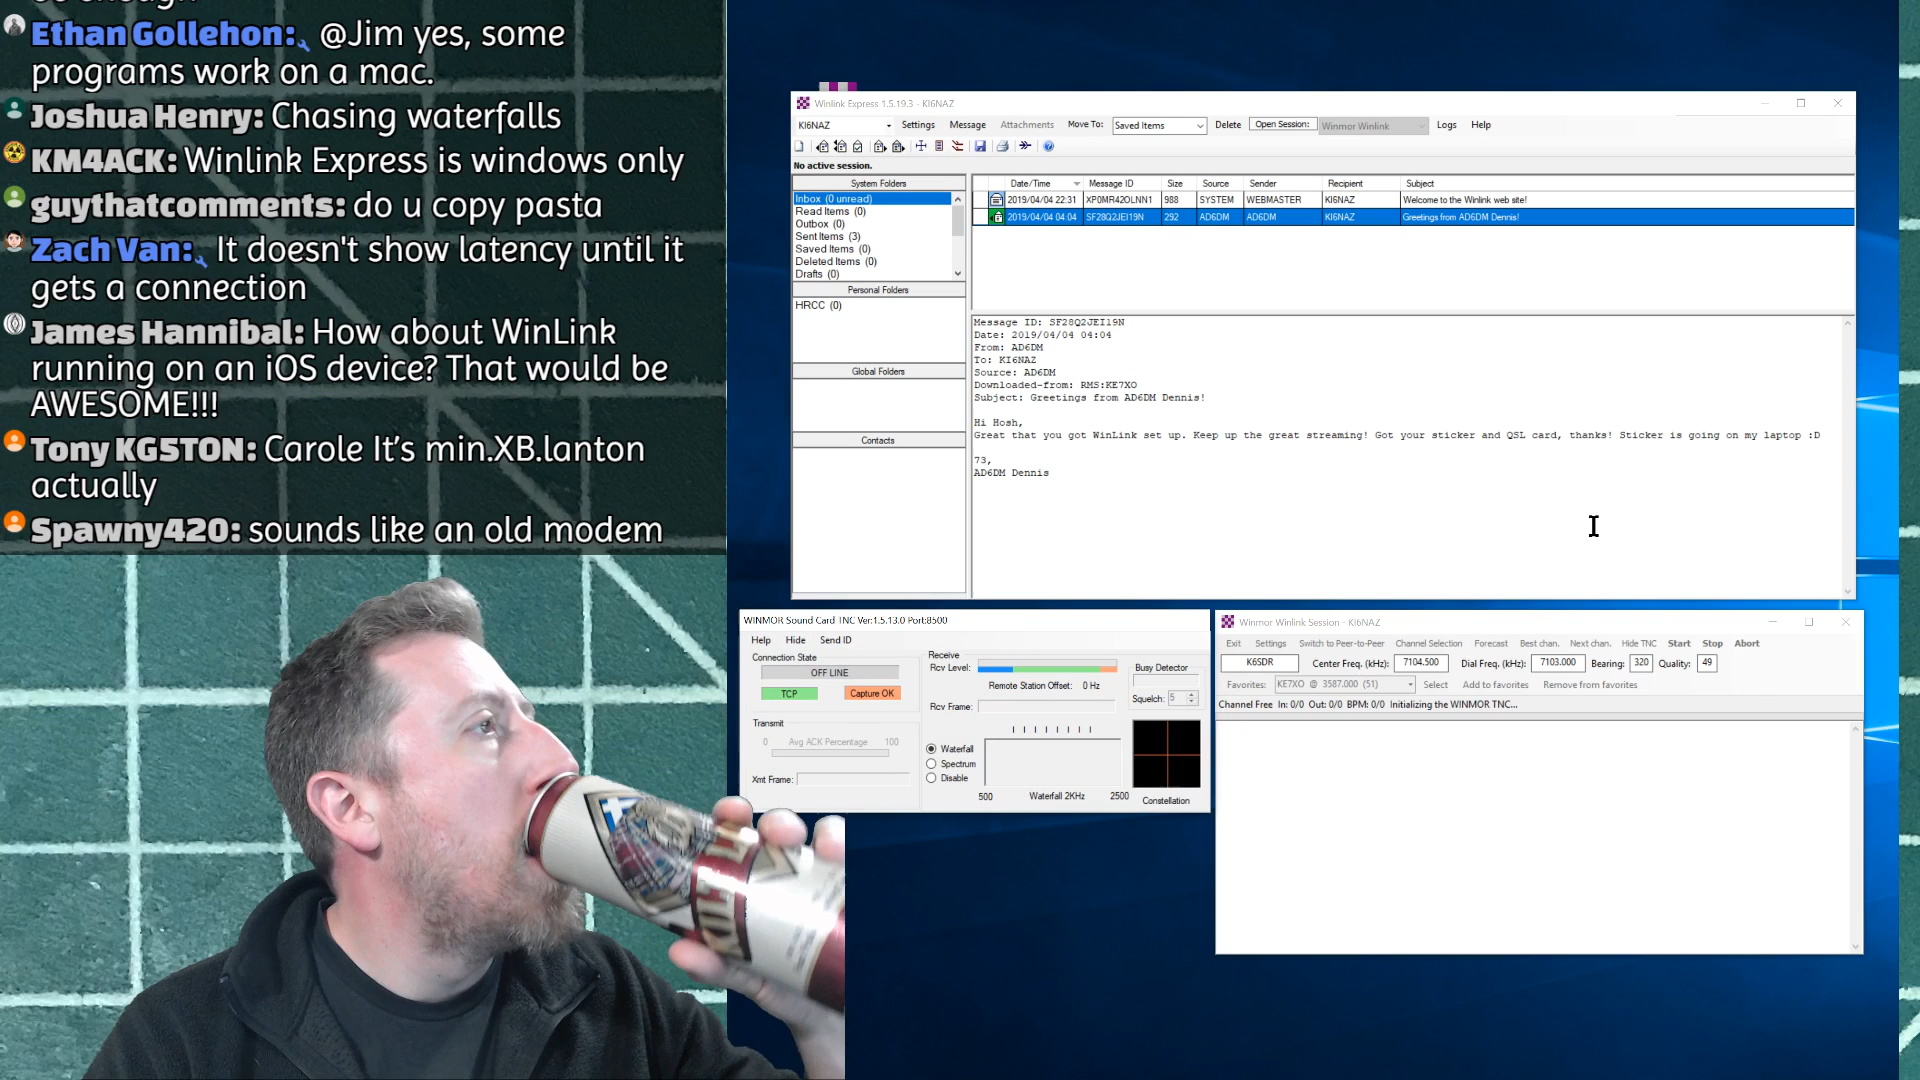 Ethan Gollehon: @Jim yes, some
programs work on a mac.
Joshua Henry: Chasing waterfalls
KM4ACK: Winlink Express is windows only
guythatcomments: do u copy pasta
Zach Van: It doesn't show latency until it
gets a connection
James Hannibal: How about WinLink
running on an iOS device? That would be
AWESOME!!!
Tony KG5TON: Carole It's min.XB.lanton
actually
Spawny420: sounds like an old modem
Winlink Express 1.5.19.3 - KI6NAZ
KI6NAZ Settings Message Attachments Move To: Saved Items Delete Open Session: Winmor Winlink Logs Help
No active session.
System Folders
Inbox (0 unread)
Read Items (0)
Outbox (0)
Sent Items (3)
Saved Items (0)
Deleted Items (0)
Drafts (0)
Personal Folders
HRCC (0)
Global Folders
Contacts
Date/Time Message ID Size Source Sender Recipient Subject
2019/04/04 22:31 XP0MR42OLNN1 988 SYSTEM WEBMASTER KI6NAZ Welcome to the Winlink web site!
2019/04/04 04:04 SF28Q2JEI19N 292 AD6DM AD6DM KI6NAZ Greetings from AD6DM Dennis!
Message ID: SF28Q2JEI19N
Date: 2019/04/04 04:04
From: AD6DM
To: KI6NAZ
Source: AD6DM
Downloaded-from: RMS:KE7XO
Subject: Greetings from AD6DM Dennis!
Hi Hosh,
Great that you got WinLink set up. Keep up the great streaming! Got your sticker and QSL card, thanks! Sticker is going on my laptop :D
73,
AD6DM Dennis
WINMOR Sound Card TNC Ver:1.5.13.0 Port:8500
Help Hide Send ID
Connection State
OFF LINE
TCP Capture OK
Transmit
0 Avg ACK Percentage 100
Xmt Frame:
Receive
Rcv Level:
Remote Station Offset: 0 Hz
Rcv Frame:
Waterfall
Spectrum
Disable
500 Waterfall 2KHz 2500
Busy Detector
Squelch: 5
Constellation
Winmor Winlink Session - KI6NAZ
Exit Settings Switch to Peer-to-Peer Channel Selection Forecast Best chan. Next chan. Hide TNC Start Stop Abort
K6SDR Center Freq. (kHz): 7104.500 Dial Freq. (kHz): 7103.000 Bearing: 320 Quality: 49
Favorites: KE7XO @ 3587.000 (51) Select Add to favorites Remove from favorites
Channel Free In: 0/0 Out: 0/0 BPM: 0/0 Initializing the WINMOR TNC...